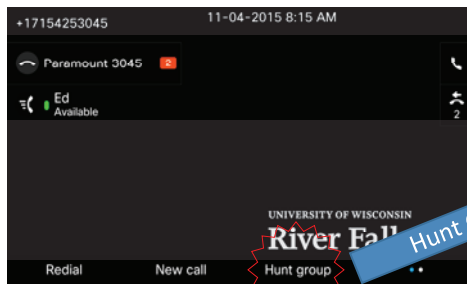 +17154253045 11-04-2015 8:15 AM
Paramount 3045 2
Ed
Available
2
UNIVERSITY OF WISCONSIN
River Fall
Hunt
Redial New call Hunt group